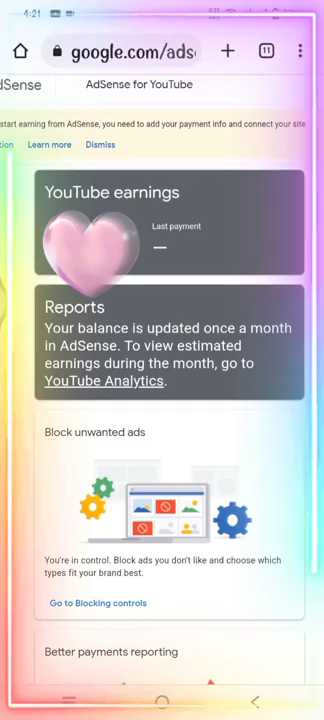 4:21
google.com/ads
11
dSense
AdSense for YouTube
start earning from AdSense, you need to add your payment info and connect your site
tion
Learn more
Dismiss
YouTube earnings
Last payment
—
Reports
Your balance is updated once a month
in AdSense. To view estimated
earnings during the month, go to
YouTube Analytics.
Block unwanted ads
You're in control. Block ads you don't like and choose which
types fit your brand best.
Go to Blocking controls
Better payments reporting